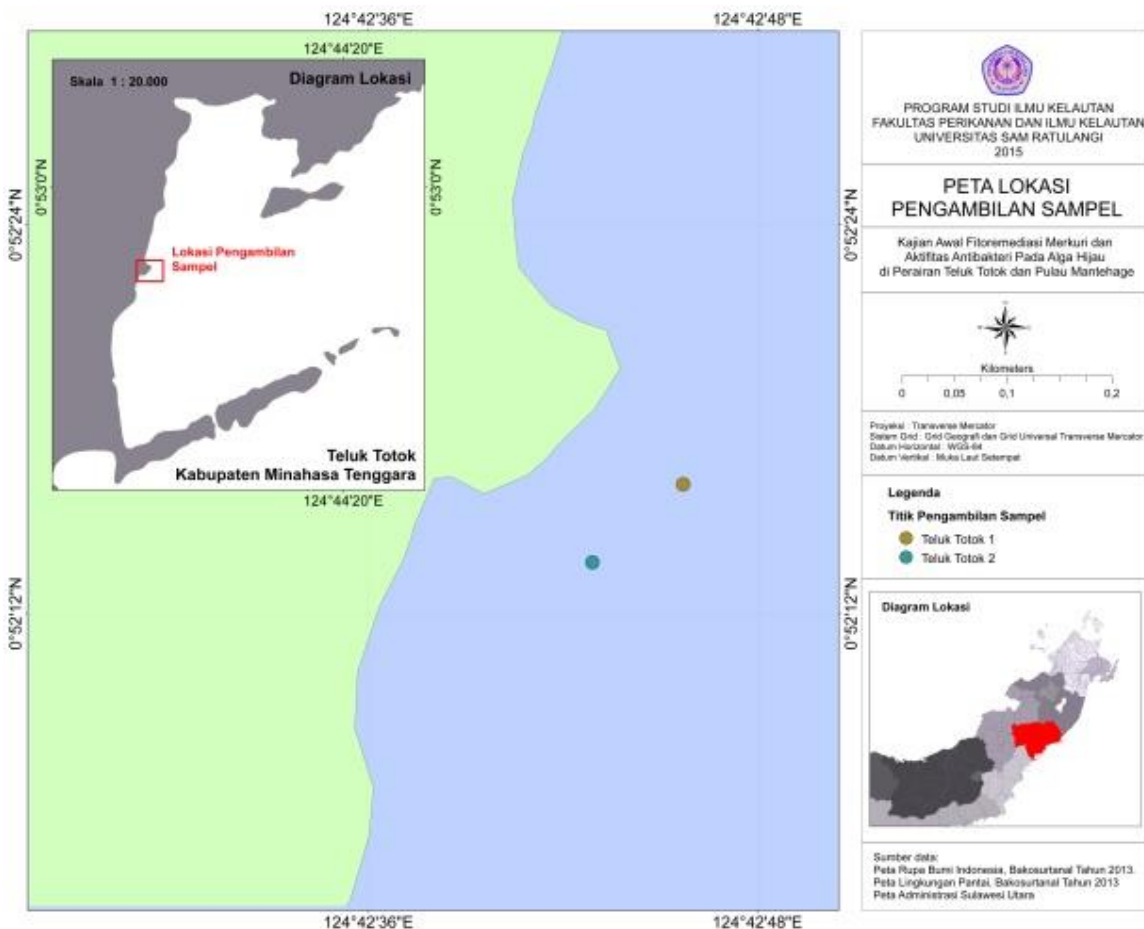 124°42'36"E
124°42'48"E
124°44'20"E
Skala 1 : 20.000
Diagram Lokasi
0°53'0"N
0°53'0"N
0°52'24"N
0°52'24"N
Lokasi Pengambilan
Sampel
Teluk Totok
Kabupaten Minahasa Tenggara
124°44'20"E
0°52'12"N
0°52'12"N
124°42'36"E
124°42'48"E
PROGRAM STUDI ILMU KELAUTAN
FAKULTAS PERIKANAN DAN ILMU KELAUTAN
UNIVERSITAS SAM RATULANGI
2015
PETA LOKASI
PENGAMBILAN SAMPEL
Kajian Awal Fitoremediasi Merkuri dan
Aktifitas Antibakteri Pada Alga Hijau
di Perairan Teluk Totok dan Pulau Mantehage
Kilometers
0 0,05 0,1 0,2
Proyeksi : Transverse Mercator
Sistem Grid : Grid Geografi dan Grid Universal Transverse Mercator
Datum Horizontal : WGS-84
Datum Vertikal : Muka Laut Setempat
Legenda
Titik Pengambilan Sampel
Teluk Totok 1
Teluk Totok 2
Diagram Lokasi
Sumber data:
Peta Rupa Bumi Indonesia, Bakosurtanal Tahun 2013.
Peta Lingkungan Pantai, Bakosurtanal Tahun 2013
Peta Administrasi Sulawesi Utara